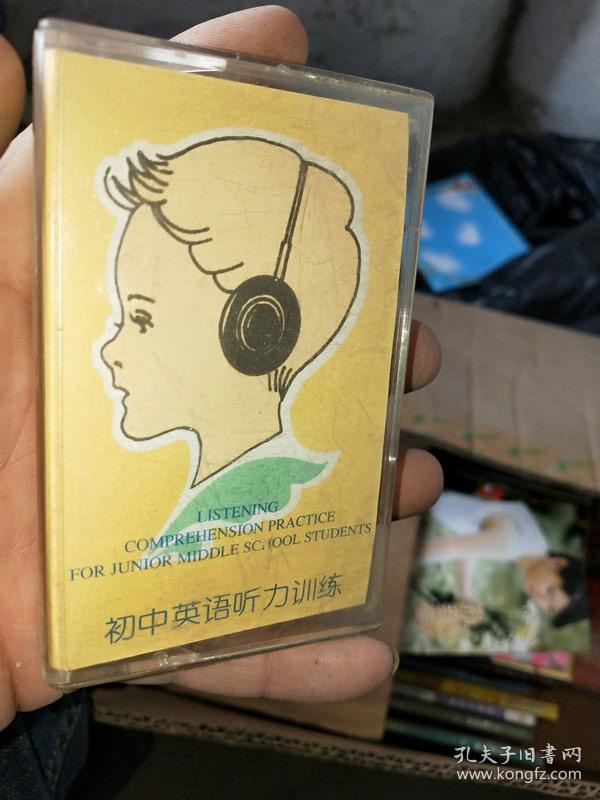 LISTENING
COMPREHENSION PRACTICE
FOR JUNIOR MIDDLE SCHOOL STUDENTS
初中英语听力训练
孔夫子旧書网
www.kongfz.com